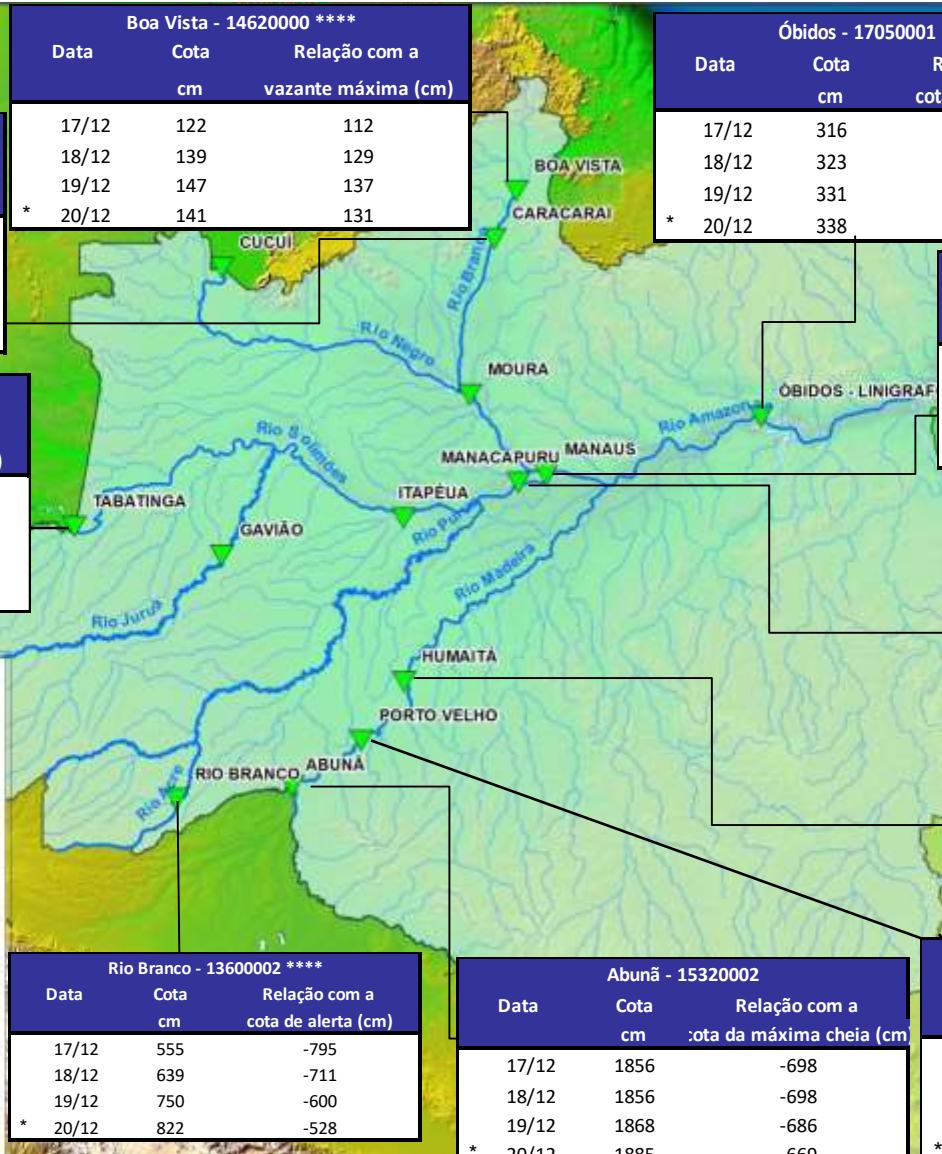 Boa Vista - 14620000 ****
Data Cota Relação com a
cm vazante máxima (cm)
17/12 122 112
18/12 139 129
19/12 147 137
* 20/12 141 131
Óbidos - 17050001
Data Cota
cm
17/12 316
18/12 323
19/12 331
* 20/12 338
BOA VISTA
CARACARAI
CUCUÍ
Rio Branco
Rio Negro
MOURA
ÓBIDOS - LINIGRAF
Rio Amazon
Rio Solimões
MANACAPURU
MANAUS
TABATINGA
ITAPÉUA
GAVIÃO
Rio Pur
Rio Madeira
Rio Juruá
HUMAITÁ
PORTO VELHO
RIO BRANCO
ABUNÃ
Rio Acre
Rio Branco - 13600002 ****
Data Cota Relação com a
cm cota de alerta (cm)
17/12 555 -795
18/12 639 -711
19/12 750 -600
* 20/12 822 -528
Abunã - 15320002
Data Cota Relação com a
cm cota da máxima cheia (cm)
17/12 1856 -698
18/12 1856 -698
19/12 1868 -686
* 20/12 1885 -669
*